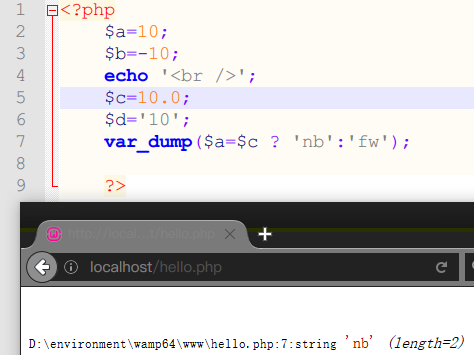 1 <?php
2 $a=10;
3 $b=-10;
4 echo '<br />';
5 $c=10.0;
6 $d='10';
7 var_dump($a=$c ? 'nb':'fw');
8
9 ?>
http://local...t/hello.php
localhost/hello.php
D:\environment\wamp64\www\hello.php:7:string 'nb' (length=2)